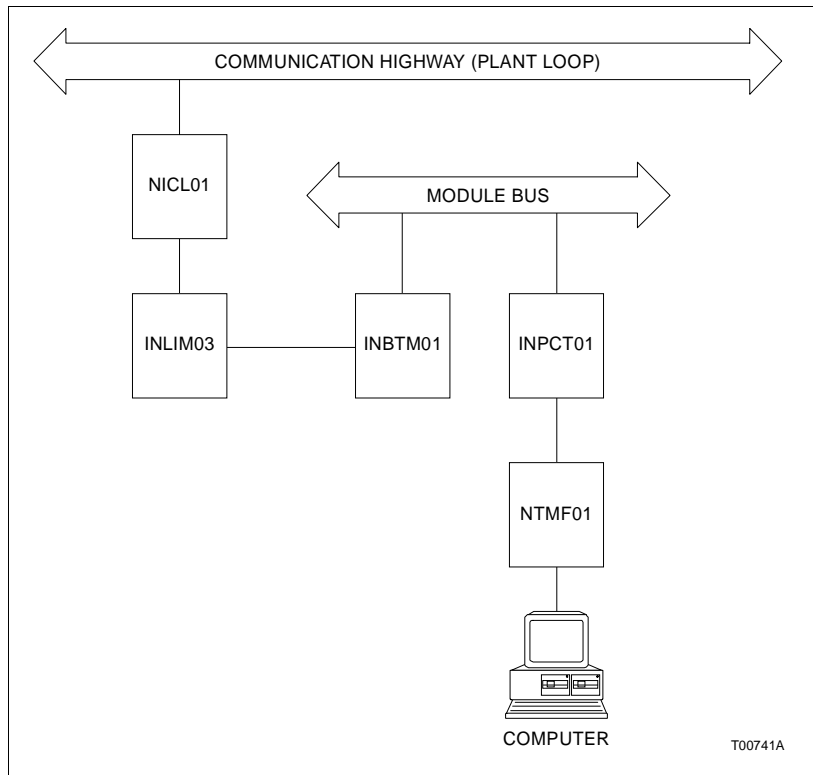 COMMUNICATION HIGHWAY (PLANT LOOP)
NICL01
MODULE BUS
INLIM03
INBTM01
INPCT01
NTMF01
COMPUTER
T00741A